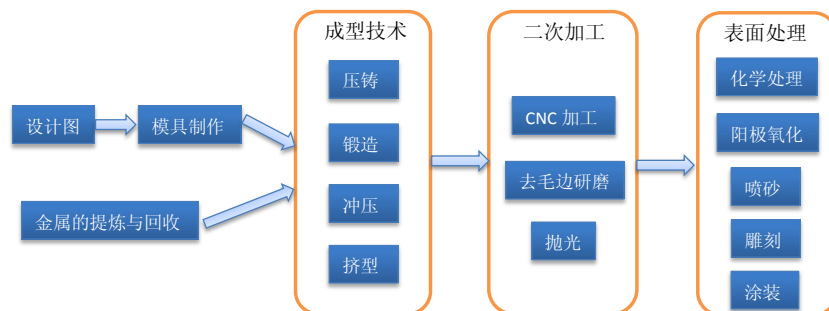 设计图
模具制作
金属的提炼与回收
成型技术
压铸
锻造
冲压
挤型
二次加工
CNC 加工
去毛边研磨
抛光
表面处理
化学处理
阳极氧化
喷砂
雕刻
涂装